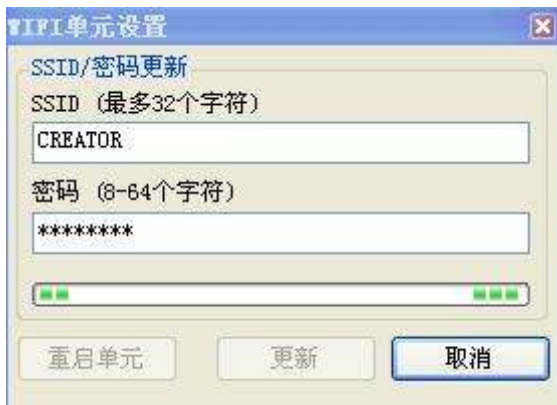 WIFI单元设置
SSID/密码更新
SSID (最多32个字符)
CREATOR
密码 (8-64个字符)
********
重启单元 更新 取消